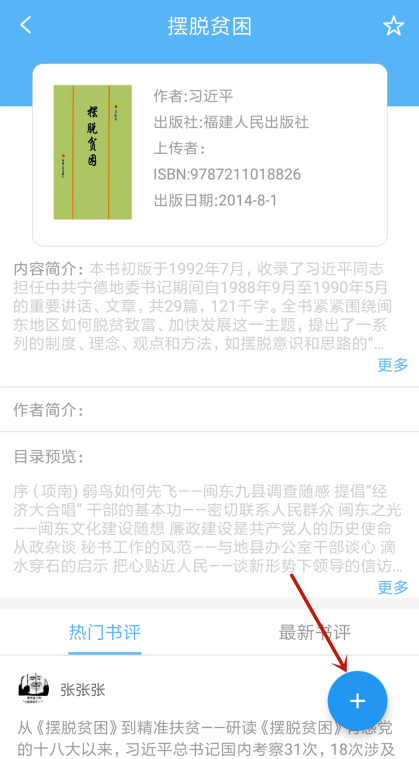 摆脱贫困
摆脱贫困
作者:习近平
出版社:福建人民出版社
上传者:
ISBN:9787211018826
出版日期:2014-8-1
内容简介: 本书初版于1992年7月，收录了习近平同志
担任中共宁德地委书记期间自1988年9月至1990年5月
的重要讲话、文章，共29篇，121千字。全书紧紧围绕闽
东地区如何脱贫致富、加快发展这一主题，提出了一系
列的制度、理念、观点和方法，如摆脱意识和思路的“...
更多
作者简介:
目录预览:
序 ( 项南) 弱鸟如何先飞——闽东九县调查随感 提倡“经
济大合唱” 干部的基本功——密切联系人民群众 闽东之光
——闽东文化建设随想 廉政建设是共产党人的历史使命
从政杂谈 秘书工作的风范——与地县办公室干部谈心 滴
水穿石的启示 把心贴近人民——谈新形势下领导的信访...
更多
热门书评 最新书评
张张张
从《摆脱贫困》到精准扶贫——研读《摆脱贫困》有感党
的十八大以来，习近平总书记国内考察31次，18次涉及